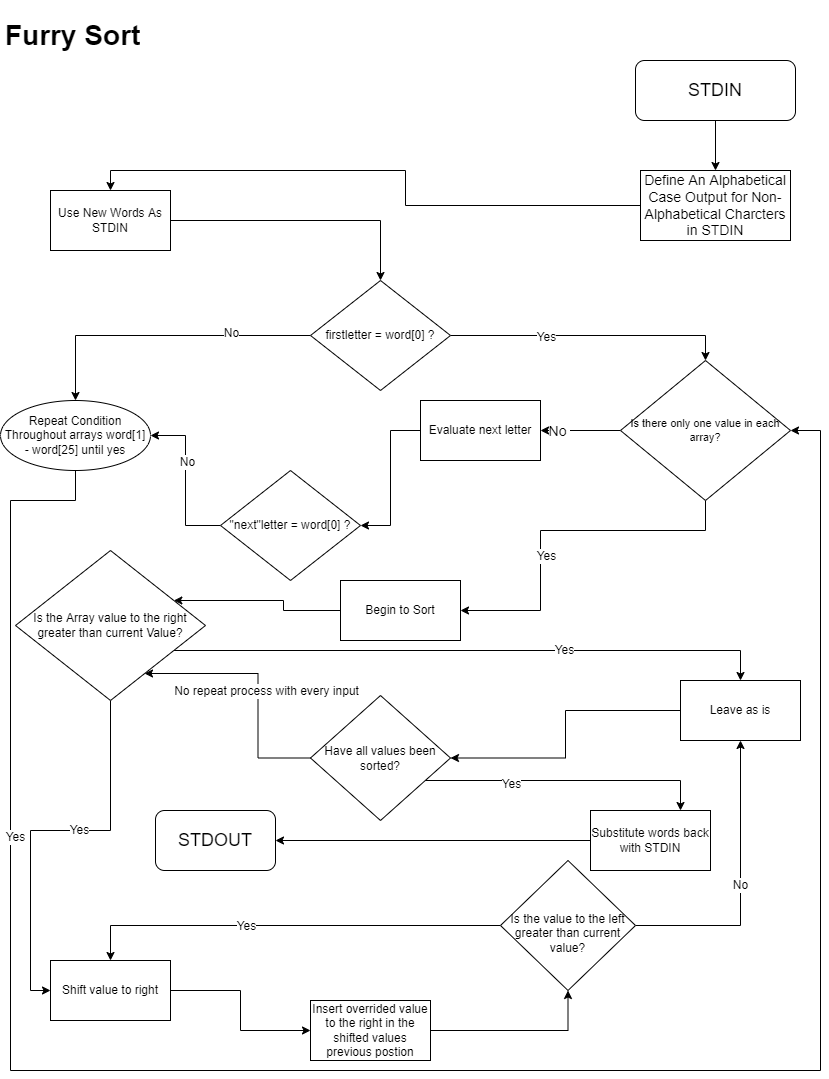 Furry Sort
STDIN
Define An Alphabetical
Case Output for Non-
Alphabetical Charcters
in STDIN
Use New Words As
STDIN
firstletter = word[0] ?
No
Yes
Repeat Condition
Throughout arrays word[1]
- word[25] until yes
Evaluate next letter
No
Is there only one value in each
array?
No
"next"letter = word[0] ?
Yes
Begin to Sort
Is the Array value to the right
greater than current Value?
Yes
No repeat process with every input
Leave as is
Have all values been
sorted?
Yes
Yes
Yes
STDOUT
Substitute words back
with STDIN
No
Yes
Is the value to the left
greater than current
value?
Shift value to right
Insert overrided value
to the right in the
shifted values
previous postion